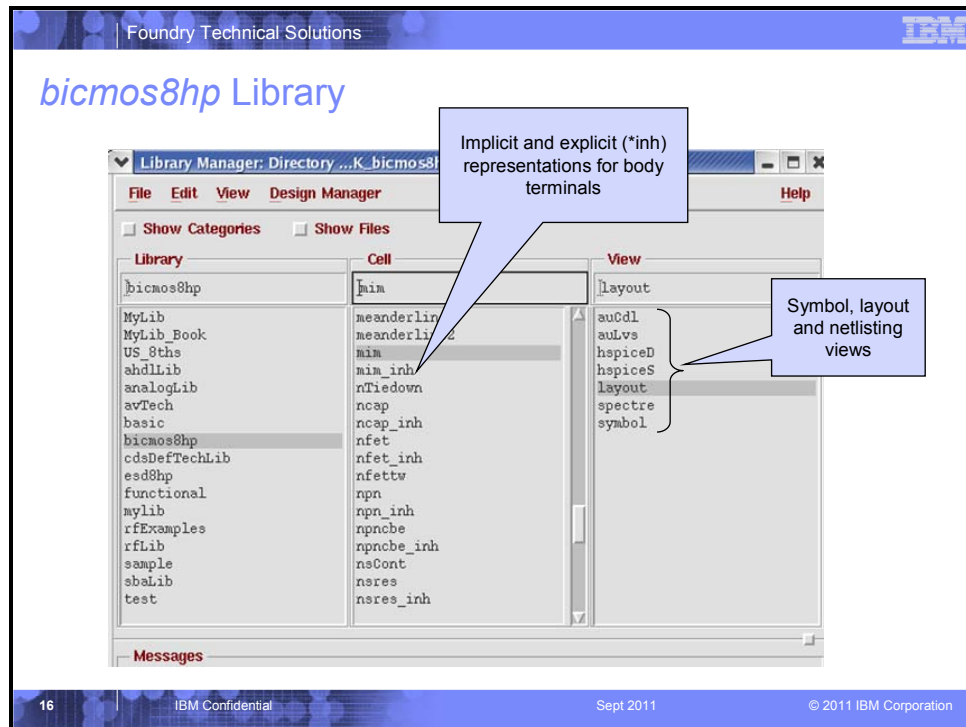 Foundry Technical Solutions
IBM
bicmos8hp Library
Implicit and explicit (*inh)
representations for body
terminals
Library Manager: Directory ...K_bicmos8h
File Edit View Design Manager Help
Show Categories Show Files
Library
bicmos8hp
MyLib
MyLib_Book
US_8ths
ahdlLib
analogLib
avTech
basic
bicmos8hp
cdsDefTechLib
esd8hp
functional
mylib
rfExamples
rfLib
sample
sbaLib
test
Cell
mim
meanderlin
meanderli
mim
mim_inh
nTiedown
ncap
ncap_inh
nfet
nfet_inh
nfettw
npn
npn_inh
npncbe
npncbe_inh
nsCont
nsres
nsres_inh
View
layout
auCdl
auLvs
hspiceD
hspiceS
layout
spectre
symbol
Symbol, layout
and netlisting
views
Messages
16 IBM Confidential Sept 2011 © 2011 IBM Corporation